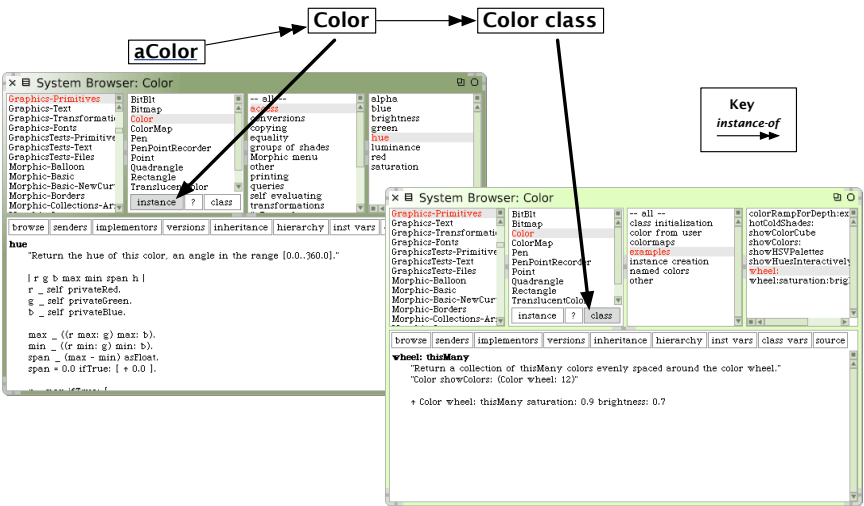 Color
Color class
aColor
Key
instance-of
System Browser: Color
Graphics-Primitives
Graphics-Text
Graphics-Transformatio
Graphics-Fonts
GraphicsTests-Primitive
GraphicsTests-Text
GraphicsTests-Files
Morphic-Balloon
Morphic-Basic
Morphic-Basic-NewCur
Morphic-Borders
Morphic-Collections-Ar
BitBlt
Bitmap
Color
ColorMap
Pen
PenPointRecorder
Point
Quadrangle
Rectangle
TranslucentColor
instance
?
class
-- all --
access
conversions
copying
equality
groups of shades
Morphic menu
other
printing
queries
self evaluating
transformations
alpha
blue
brightness
green
hue
luminance
red
saturation
browse
senders
implementors
versions
inheritance
hierarchy
inst vars
hue
"Return the hue of this color, an angle in the range [0.0..360.0]."
| r g b max min span h |
r _ self privateRed.
g _ self privateGreen.
b _ self privateBlue.
max _ ((r max: g) max: b).
min _ ((r min: g) min: b).
span _ (max - min) asFloat.
span = 0.0 ifTrue: [ ↑ 0.0 ].
System Browser: Color
Graphics-Primitives
Graphics-Text
Graphics-Transformatio
Graphics-Fonts
GraphicsTests-Primitive
GraphicsTests-Text
GraphicsTests-Files
Morphic-Balloon
Morphic-Basic
Morphic-Basic-NewCur
Morphic-Borders
Morphic-Collections-Ar
BitBlt
Bitmap
Color
ColorMap
Pen
PenPointRecorder
Point
Quadrangle
Rectangle
TranslucentColor
instance
?
class
-- all --
class initialization
color from user
colormaps
examples
instance creation
named colors
other
colorRampForDepth:ex
hotColdShades:
showColorCube
showColors:
showHSVPalettes
showHuesInteractively
wheel:
wheel:saturation:brig
browse
senders
implementors
versions
inheritance
hierarchy
inst vars
class vars
source
wheel: thisMany
"Return a collection of thisMany colors evenly spaced around the color wheel."
"Color showColors: (Color wheel: 12)"
↑ Color wheel: thisMany saturation: 0.9 brightness: 0.7